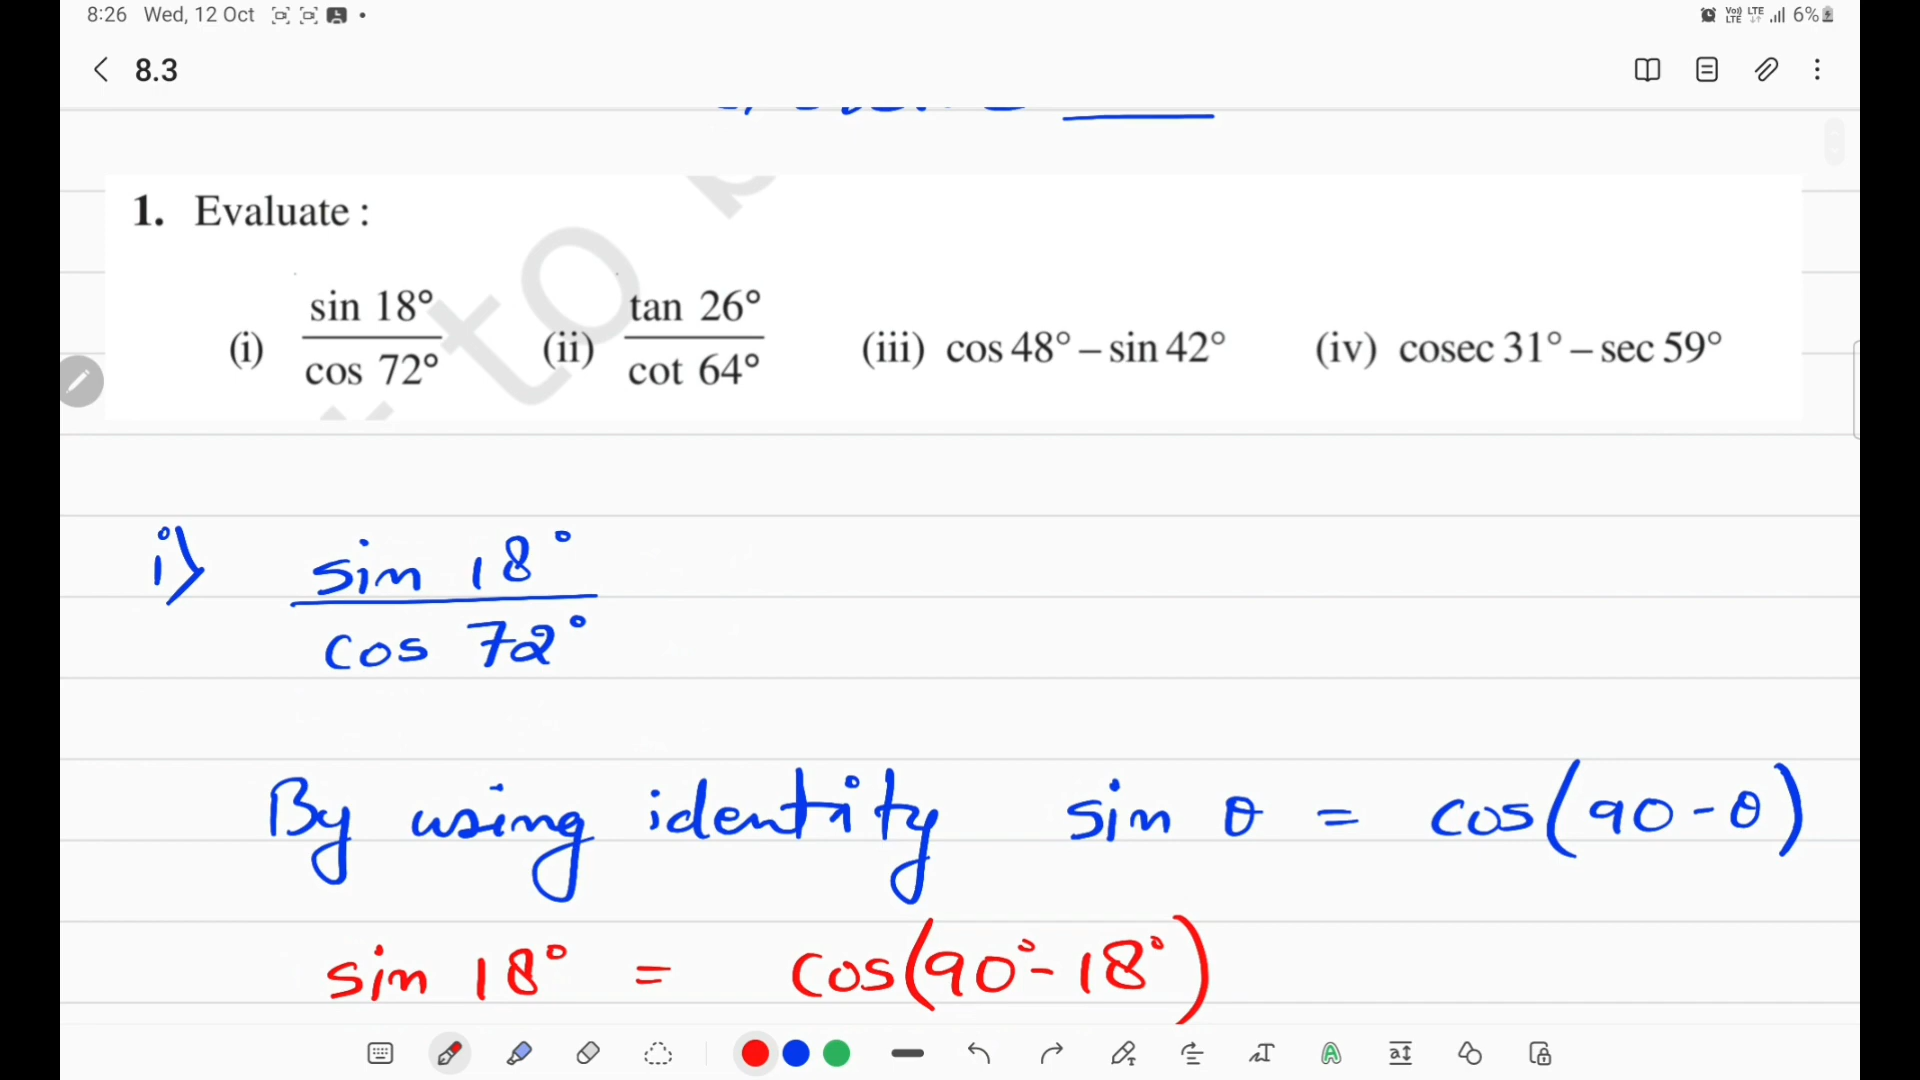 8:26 Wed, 12 Oct 6%
8.3
1. Evaluate :
(i) sin 18° / cos 72° (ii) tan 26° / cot 64° (iii) cos 48° – sin 42° (iv) cosec 31° – sec 59°
to
i) sin 18°
cos 72°
By using identity sin θ = cos(90 - θ)
sin 18° = cos(90° - 18°)